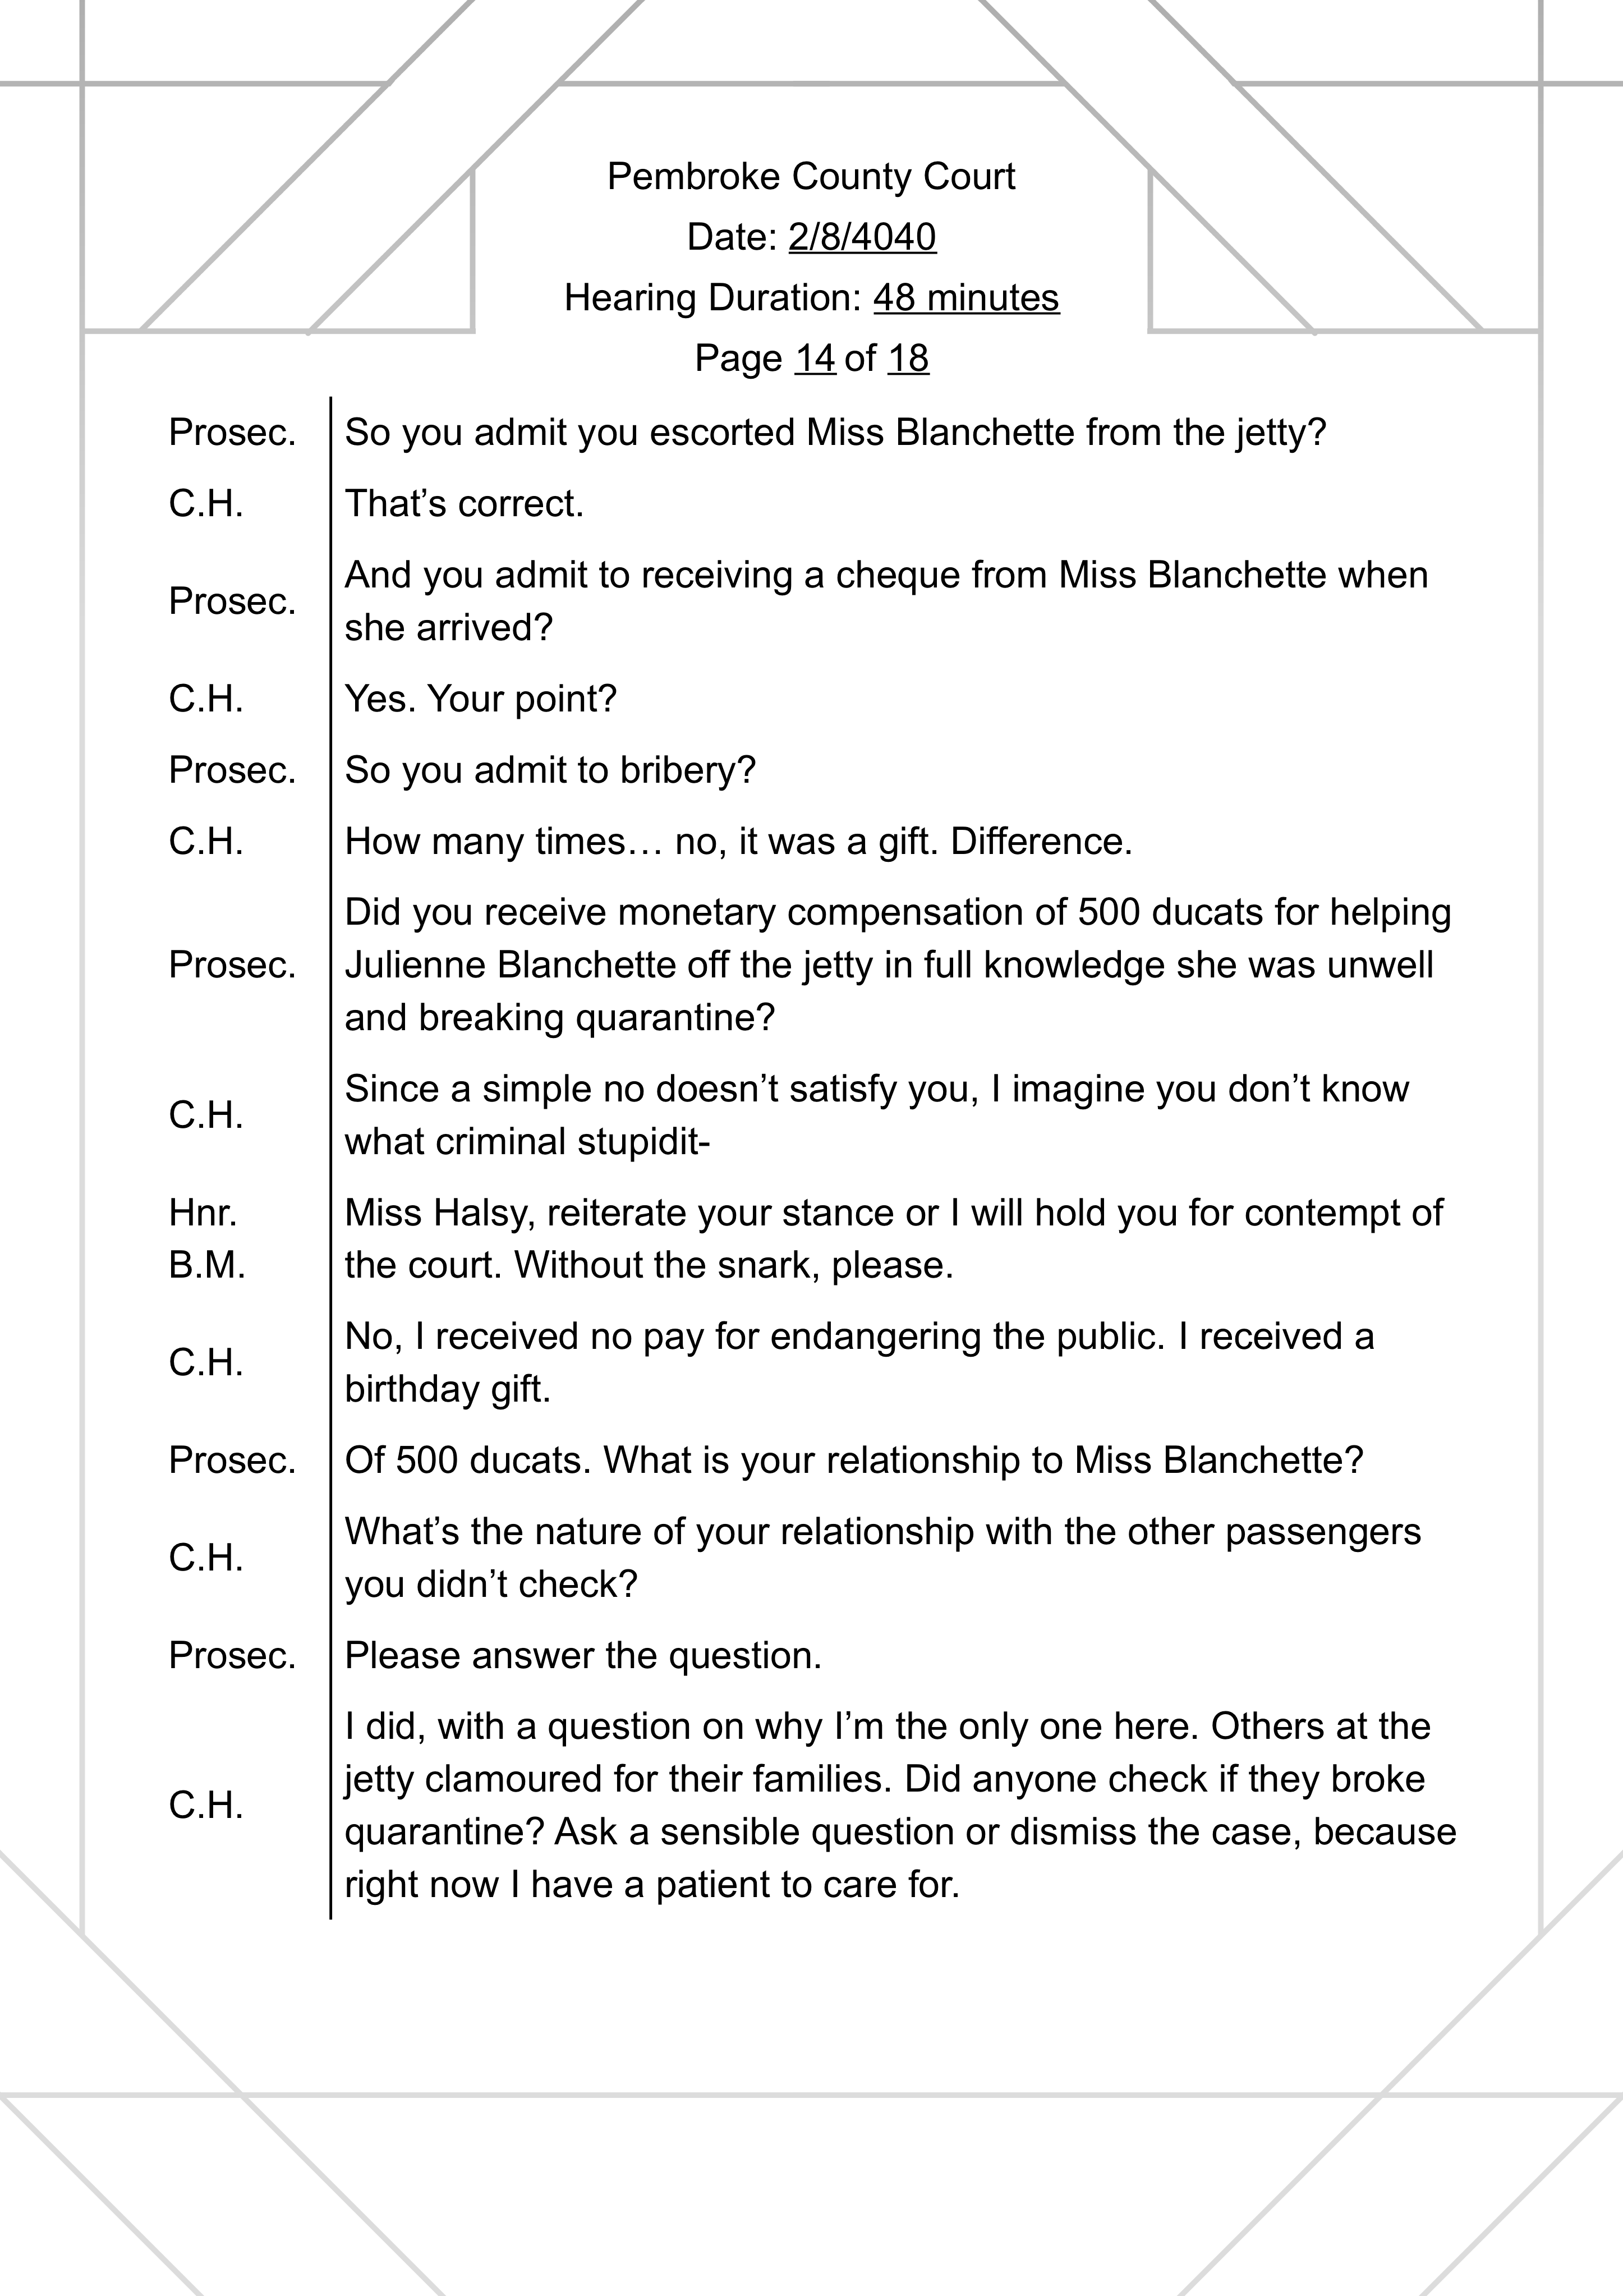 Pembroke County Court
Date: 2/8/4040
Hearing Duration: 48 minutes
Page 14 of 18
Prosec. So you admit you escorted Miss Blanchette from the jetty?
C.H. That’s correct.
Prosec. And you admit to receiving a cheque from Miss Blanchette when
she arrived?
C.H. Yes. Your point?
Prosec. So you admit to bribery?
C.H. How many times… no, it was a gift. Difference.
Prosec. Did you receive monetary compensation of 500 ducats for helping
Julienne Blanchette off the jetty in full knowledge she was unwell
and breaking quarantine?
C.H. Since a simple no doesn’t satisfy you, I imagine you don’t know
what criminal stupidit-
Hnr. Miss Halsy, reiterate your stance or I will hold you for contempt of
B.M. the court. Without the snark, please.
C.H. No, I received no pay for endangering the public. I received a
birthday gift.
Prosec. Of 500 ducats. What is your relationship to Miss Blanchette?
C.H. What’s the nature of your relationship with the other passengers
you didn’t check?
Prosec. Please answer the question.
C.H. I did, with a question on why I’m the only one here. Others at the
jetty clamoured for their families. Did anyone check if they broke
quarantine? Ask a sensible question or dismiss the case, because
right now I have a patient to care for.